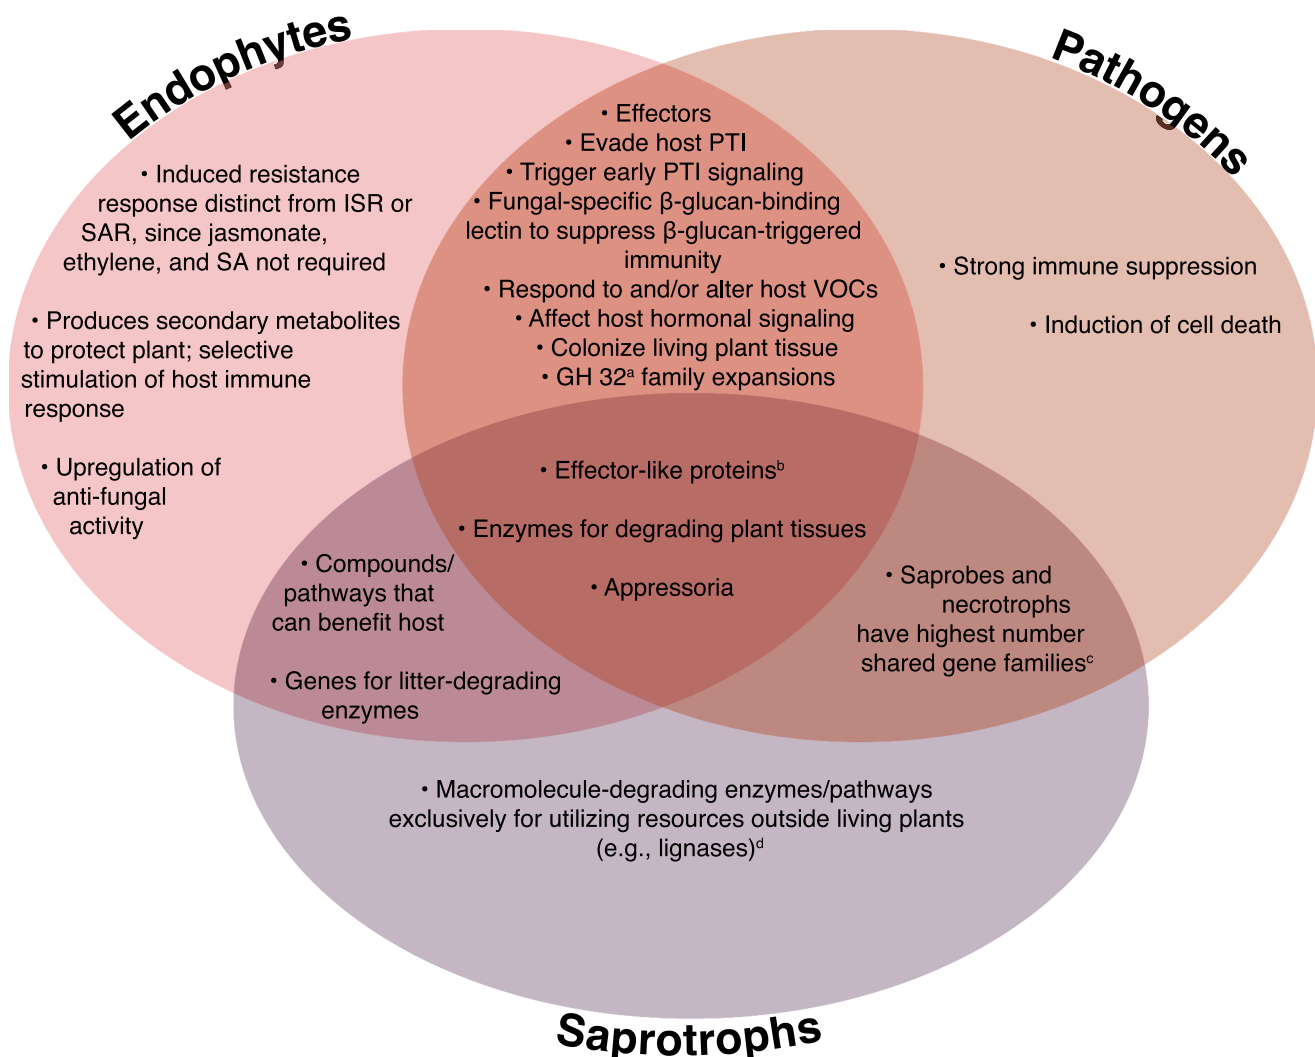 Endophytes
Pathogens
• Effectors
• Evade host PTI
• Trigger early PTI signaling
• Fungal-specific β-glucan-binding
lectin to suppress β-glucan-triggered
immunity
• Respond to and/or alter host VOCs
• Affect host hormonal signaling
• Colonize living plant tissue
• GH 32ᵃ family expansions
• Induced resistance
response distinct from ISR or
SAR, since jasmonate,
ethylene, and SA not required
• Produces secondary metabolites
to protect plant; selective
stimulation of host immune
response
• Upregulation of
anti-fungal
activity
• Strong immune suppression
• Induction of cell death
• Effector-like proteinsᵇ
• Enzymes for degrading plant tissues
• Appressoria
• Compounds/
pathways that
can benefit host
• Genes for litter-degrading
enzymes
• Saprobes and
necrotrophs
have highest number
shared gene familiesᶜ
• Macromolecule-degrading enzymes/pathways
exclusively for utilizing resources outside living plants
(e.g., lignases)ᵈ
Saprotrophs